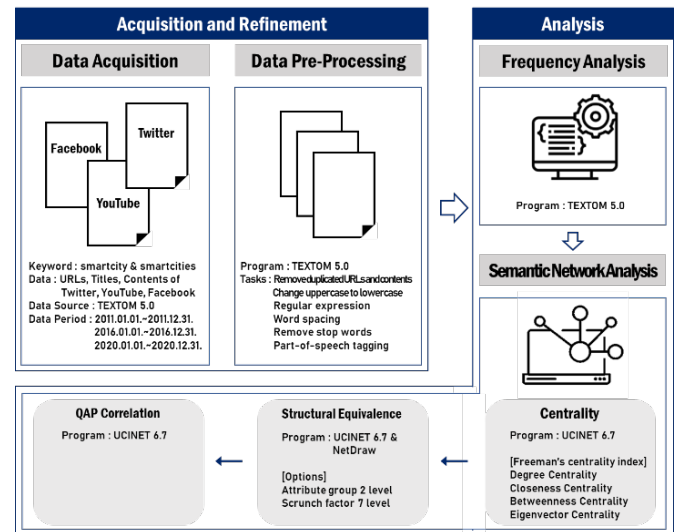 Acquisition and Refinement
Data Acquisition
Facebook
Twitter
YouTube
Keyword : smartcity & smartcities
Data : URLs, Titles, Contents of
Twitter, YouTube, Facebook
Data Source : TEXTOM 5.0
Data Period : 2011.01.01.~2011.12.31.
2016.01.01.~2016.12.31.
2020.01.01.~2020.12.31.
Data Pre-Processing
Program : TEXTOM 5.0
Tasks : Remove duplicated URLs and contents
Change uppercase to lowercase
Regular expression
Word spacing
Remove stop words
Part-of-speech tagging
Analysis
Frequency Analysis
Program : TEXTOM 5.0
Semantic Network Analysis
Centrality
Program : UCINET 6.7
[Freeman's centrality index]
Degree Centrality
Closeness Centrality
Betweenness Centrality
Eigenvector Centrality
Structural Equivalence
Program : UCINET 6.7 &
NetDraw
[Options]
Attribute group 2 level
Scrunch factor 7 level
QAP Correlation
Program : UCINET 6.7